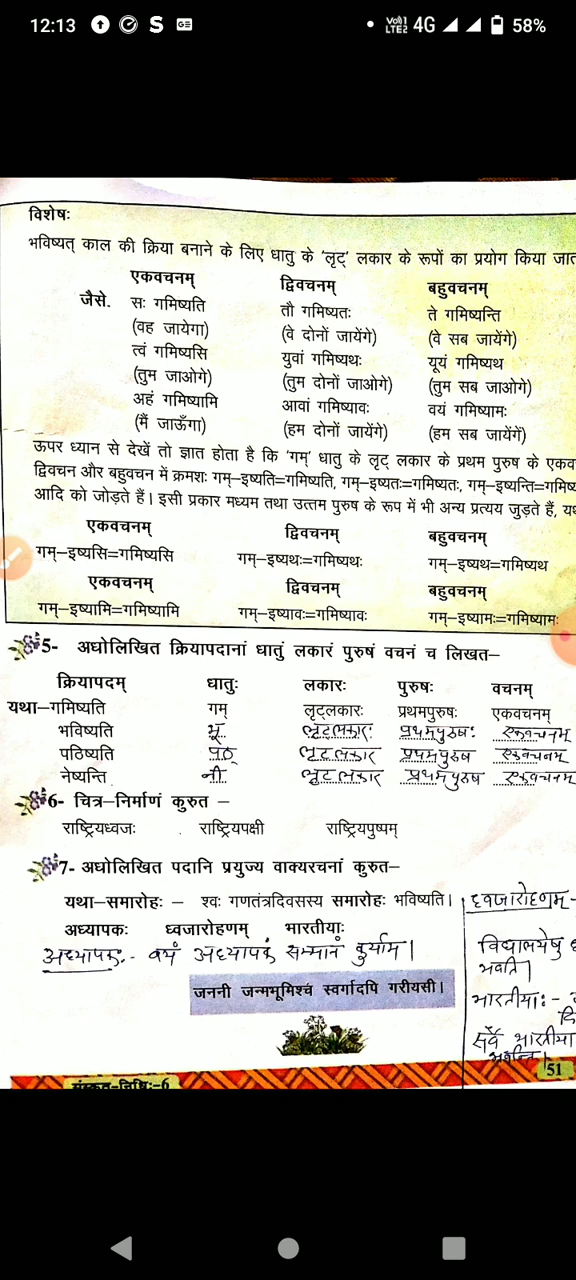 12:13
Vo))1 LTE2 4G 58%
विशेषः
भविष्यत् काल की क्रिया बनाने के लिए धातु के 'लृट्' लकार के रूपों का प्रयोग किया जात
एकवचनम् द्विवचनम् बहुवचनम्
जैसे. सः गमिष्यति तौ गमिष्यतः ते गमिष्यन्ति
(वह जायेगा) (वे दोनों जायेंगे) (वे सब जायेंगे)
त्वं गमिष्यसि युवां गमिष्यथः यूयं गमिष्यथ
(तुम जाओगे) (तुम दोनों जाओगे) (तुम सब जाओगे)
अहं गमिष्यामि आवां गमिष्यावः वयं गमिष्यामः
(मैं जाऊँगा) (हम दोनों जायेंगे) (हम सब जायेंगें)
ऊपर ध्यान से देखें तो ज्ञात होता है कि 'गम्' धातु के लृट् लकार के प्रथम पुरुष के एकव
द्विवचन और बहुवचन में क्रमशः गम्–इष्यति=गमिष्यति, गम्–इष्यतः=गमिष्यतः, गम्–इष्यन्ति=गमिष
आदि को जोड़ते हैं। इसी प्रकार मध्यम तथा उत्तम पुरुष के रूप में भी अन्य प्रत्यय जुड़ते हैं, यथ
एकवचनम् द्विवचनम् बहुवचनम्
गम्–इष्यसि=गमिष्यसि गम्–इष्यथः=गमिष्यथः गम्–इष्यथ=गमिष्यथ
एकवचनम् द्विवचनम् बहुवचनम्
गम्–इष्यामि=गमिष्यामि गम्–इष्यावः=गमिष्यावः गम्–इष्यामः=गमिष्यामः
5- अधोलिखित क्रियापदानां धातुं लकारं पुरुषं वचनं च लिखत–
क्रियापदम् धातुः लकारः पुरुषः वचनम्
यथा–गमिष्यति गम् लृट्लकारः प्रथमपुरुषः एकवचनम्
भविष्यति भू लृटलकारः प्रथमपुरुषः एकवचनम्
पठिष्यति पठ् लृटलकार प्रथमपुरुष एकवचनम्
नेष्यन्ति नी लृटलकार प्रथमपुरुष एकवचनम्
6- चित्र–निर्माणं कुरुत –
राष्ट्रियध्वजः राष्ट्रियपक्षी राष्ट्रियपुष्पम्
7- अधोलिखित पदानि प्रयुज्य वाक्यरचनां कुरुत–
यथा–समारोहः – श्वः गणतंत्रदिवसस्य समारोहः भविष्यति।
अध्यापकः ध्वजारोहणम् भारतीयाः
अध्यापकः- वयं अध्यापकं सम्मानं कुर्याम।
जननी जन्मभूमिश्चं स्वर्गादपि गरीयसी।
ध्वजारोहणम् -
विद्यालयेषु
भवति।
भारतीयाः -
सर्वे भारतीया
भवन्ति।
संस्कृत-निधिः-6
51